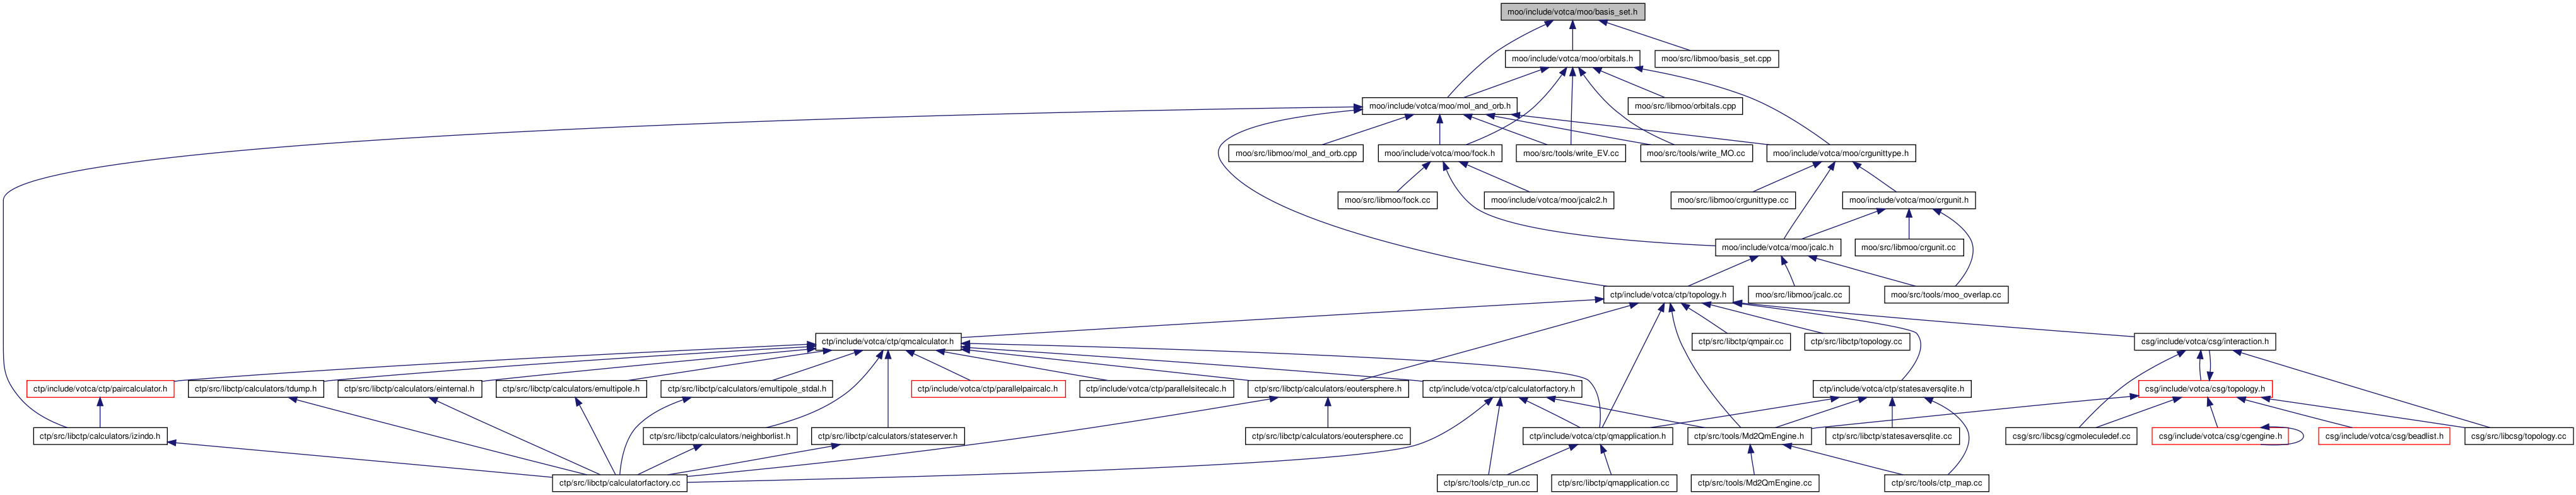 moo/include/votca/moo/basis_set.h
moo/include/votca/moo/orbitals.h
moo/src/libmoo/basis_set.cpp
moo/include/votca/moo/mol_and_orb.h
moo/src/libmoo/orbitals.cpp
moo/src/libmoo/mol_and_orb.cpp
moo/include/votca/moo/fock.h
moo/src/tools/write_EV.cc
moo/src/tools/write_MO.cc
moo/include/votca/moo/crgunittype.h
moo/src/libmoo/fock.cc
moo/include/votca/moo/jcalc2.h
moo/src/libmoo/crgunittype.cc
moo/include/votca/moo/crgunit.h
moo/include/votca/moo/jcalc.h
moo/src/libmoo/crgunit.cc
ctp/include/votca/ctp/topology.h
moo/src/libmoo/jcalc.cc
moo/src/tools/moo_overlap.cc
ctp/include/votca/ctp/qmcalculator.h
ctp/src/libctp/qmpair.cc
ctp/src/libctp/topology.cc
csg/include/votca/csg/interaction.h
ctp/include/votca/ctp/paircalculator.h
ctp/src/libctp/calculators/tdump.h
ctp/src/libctp/calculators/einternal.h
ctp/src/libctp/calculators/emultipole.h
ctp/src/libctp/calculators/emultipole_stdal.h
ctp/include/votca/ctp/parallelpaircalc.h
ctp/include/votca/ctp/parallelsitecalc.h
ctp/src/libctp/calculators/eoutersphere.h
ctp/include/votca/ctp/calculatorfactory.h
ctp/include/votca/ctp/statesaversqlite.h
csg/include/votca/csg/topology.h
ctp/src/libctp/calculators/izindo.h
ctp/src/libctp/calculators/neighborlist.h
ctp/src/libctp/calculators/stateserver.h
ctp/src/libctp/calculators/eoutersphere.cc
ctp/include/votca/ctp/qmapplication.h
ctp/src/tools/Md2QmEngine.h
ctp/src/libctp/statesaversqlite.cc
csg/src/libcsg/cgmoleculedef.cc
csg/include/votca/csg/cgengine.h
csg/include/votca/csg/beadlist.h
csg/src/libcsg/topology.cc
ctp/src/libctp/calculatorfactory.cc
ctp/src/tools/ctp_run.cc
ctp/src/libctp/qmapplication.cc
ctp/src/tools/Md2QmEngine.cc
ctp/src/tools/ctp_map.cc